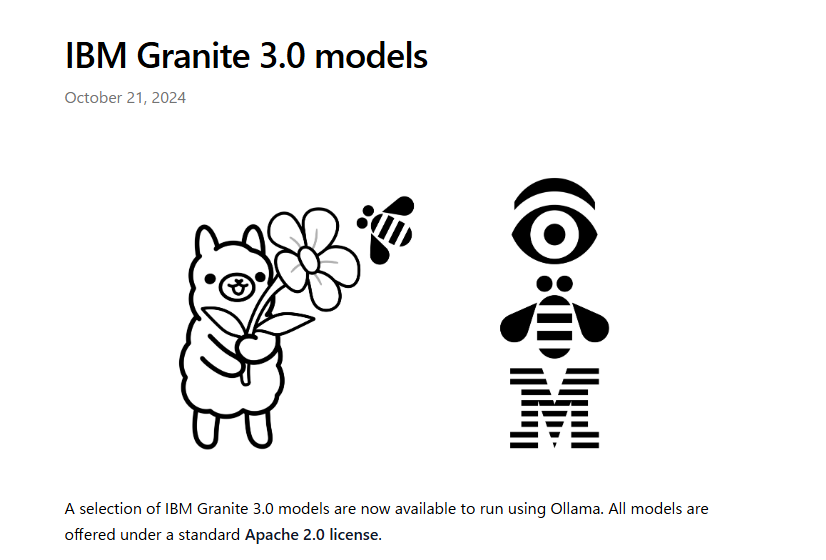 IBM Granite 3.0 models
October 21, 2024
M
A selection of IBM Granite 3.0 models are now available to run using Ollama. All models are
offered under a standard Apache 2.0 license.